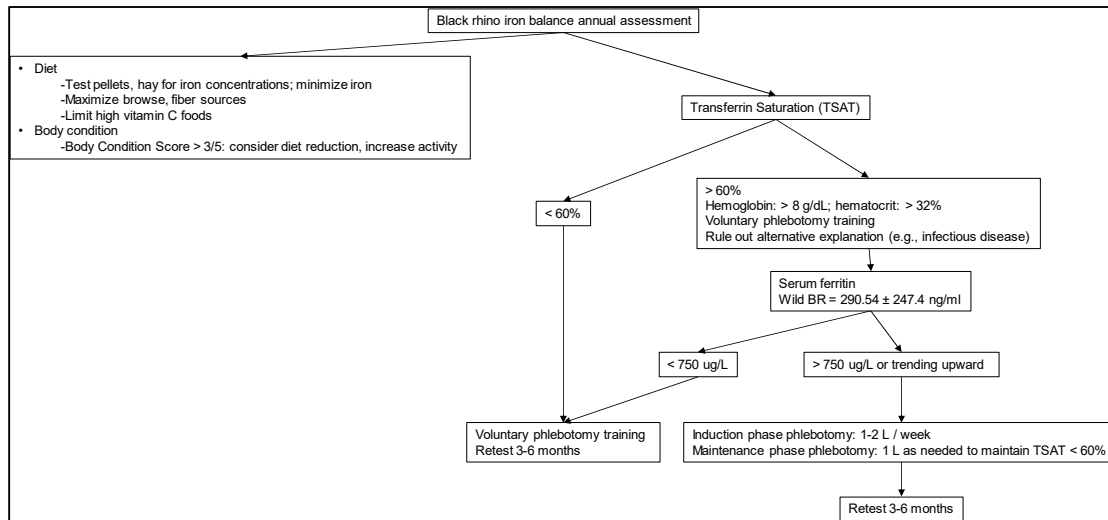 Black rhino iron balance annual assessment
• Diet
-Test pellets, hay for iron concentrations; minimize iron
-Maximize browse, fiber sources
-Limit high vitamin C foods
• Body condition
-Body Condition Score > 3/5: consider diet reduction, increase activity
Transferrin Saturation (TSAT)
< 60%
> 60%
Hemoglobin: > 8 g/dL; hematocrit: > 32%
Voluntary phlebotomy training
Rule out alternative explanation (e.g., infectious disease)
Serum ferritin
Wild BR = 290.54 ± 247.4 ng/ml
< 750 ug/L
> 750 ug/L or trending upward
Voluntary phlebotomy training
Retest 3-6 months
Induction phase phlebotomy: 1-2 L / week
Maintenance phase phlebotomy: 1 L as needed to maintain TSAT < 60%
Retest 3-6 months